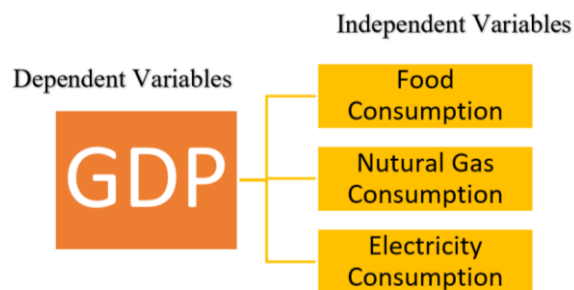 Independent Variables
Dependent Variables
Food
Consumption
GDP
Nutural Gas
Consumption
Electricity
Consumption